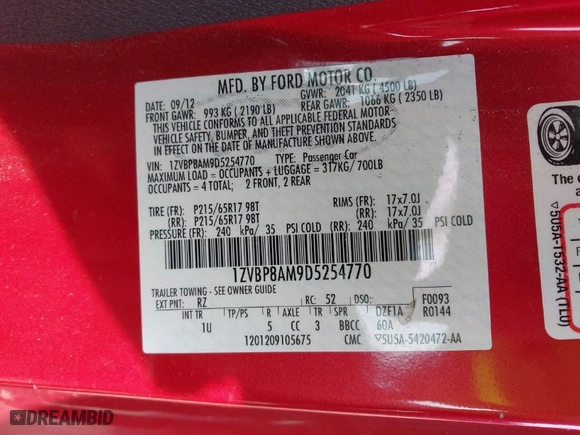 MFD. BY FORD MOTOR CO.
DATE: 09/12
GVWR: 2041 KG ( 4500 LB)
FRONT GAWR: 993 KG ( 2190 LB)
REAR GAWR: 1066 KG ( 2350 LB)
THIS VEHICLE CONFORMS TO ALL APPLICABLE FEDERAL MOTOR
VEHICLE SAFETY, BUMPER, AND THEFT PREVENTION STANDARDS
IN EFFECT ON THE DATE OF MANUFACTURE SHOWN ABOVE.
VIN: 1ZVBP8AM9D5254770 TYPE: Passenger Car
MAXIMUM LOAD = OCCUPANTS + LUGGAGE = 317KG/ 700LB
OCCUPANTS = 4 TOTAL; 2 FRONT, 2 REAR
TIRE (FR): P215/65R17 98T RIMS (FR): 17x7.0J
(RR): P215/65R17 98T (RR): 17x7.0J
PRESSURE (FR): 240 kPa/ 35 PSI COLD (RR): 240 kPa/ 35 PSI COLD
1ZVBP8AM9D5254770
TRAILER TOWING - SEE OWNER GUIDE
EXT PNT: RZ RC: 52 DSO: F0093
INT TR TP/PS R AXLE TR DZF1A R0144
1U 5 CC 3 BBCC 60A
1201209105675 CMC ▽5U5A-5420472-AA
The
▽5U5A-1532-AA (TL0)
DREAMBID